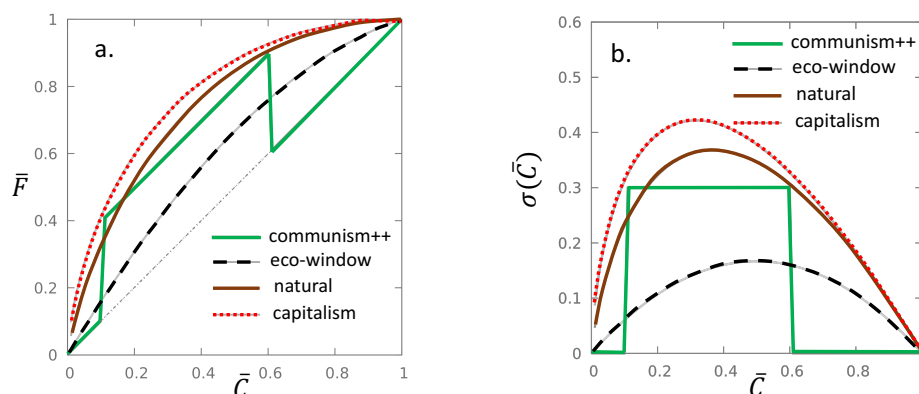 a.
1
0.8
0.6
0.4
0.2
0
F̄
0
0.2
0.4
0.6
0.8
1
C̄
communism++
eco-window
natural
capitalism
b.
0.6
0.5
0.4
0.3
0.2
0.1
0
σ(C̄)
0
0.2
0.4
0.6
0.8
C̄
communism++
eco-window
natural
capitalism